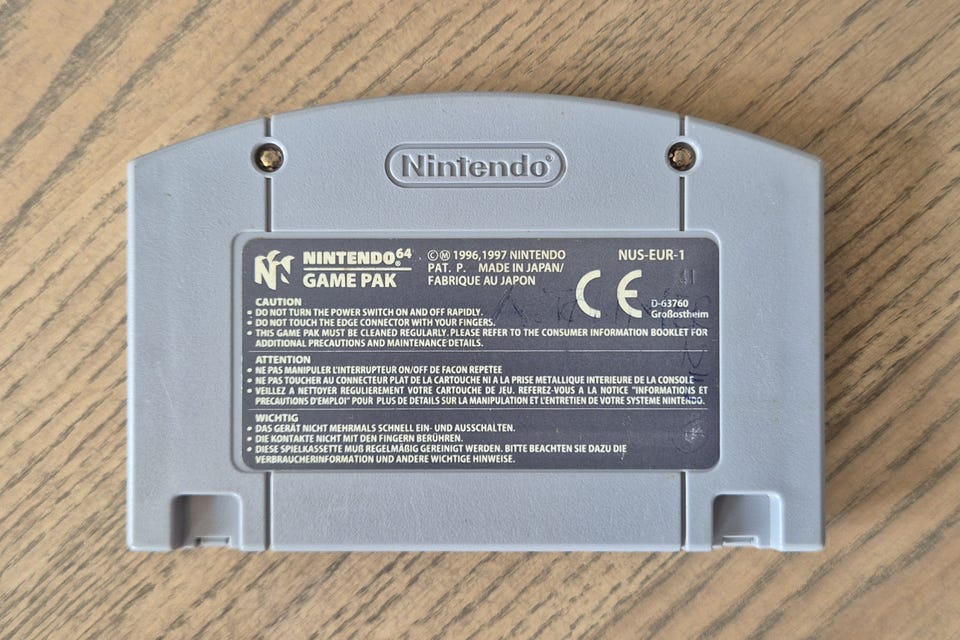 Nintendo®
NINTENDO64
GAME PAK
©Ⓜ 1996,1997 NINTENDO
PAT. P. MADE IN JAPAN/
FABRIQUE AU JAPON
NUS-EUR-1
CE
D-63760
Großostheim
CAUTION
• DO NOT TURN THE POWER SWITCH ON AND OFF RAPIDLY.
• DO NOT TOUCH THE EDGE CONNECTOR WITH YOUR FINGERS.
• THIS GAME PAK MUST BE CLEANED REGULARLY. PLEASE REFER TO THE CONSUMER INFORMATION BOOKLET FOR
ADDITIONAL PRECAUTIONS AND MAINTENANCE DETAILS.
ATTENTION
• NE PAS MANIPULER L'INTERRUPTEUR ON/OFF DE FACON REPETEE
• NE PAS TOUCHER AU CONNECTEUR PLAT DE LA CARTOUCHE NI A LA PRISE METALLIQUE INTERIEURE DE LA CONSOLE
• VEILLEZ A NETTOYER REGULIEREMENT VOTRE CARTOUCHE DE JEU. REFEREZ-VOUS A LA NOTICE "INFORMATIONS ET
PRECAUTIONS D'EMPLOI" POUR PLUS DE DETAILS SUR LA MANIPULATION ET L'ENTRETIEN DE VOTRE SYSTEME NINTENDO.
WICHTIG
• DAS GERÄT NICHT MEHRMALS SCHNELL EIN- UND AUSSCHALTEN.
• DIE KONTAKTE NICHT MIT DEN FINGERN BERÜHREN.
• DIESE SPIELKASSETTE MUß REGELMÄßIG GEREINIGT WERDEN. BITTE BEACHTEN SIE DAZU DIE
VERBRAUCHERINFORMATION UND ANDERE WICHTIGE HINWEISE.